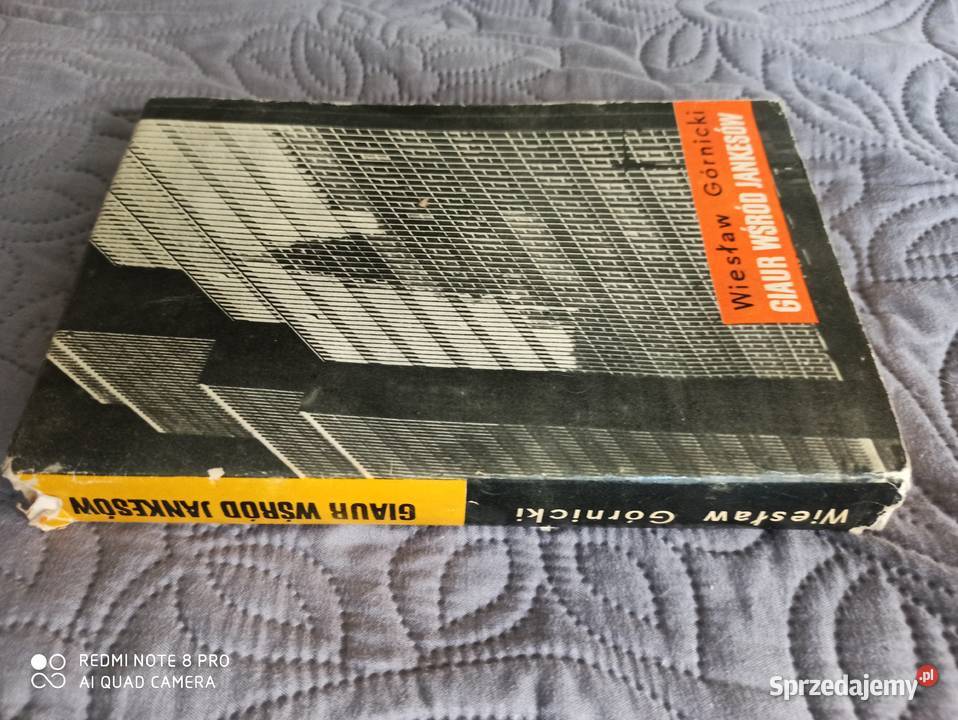 Wiesław Górnicki
GIAUR WŚRÓD JANKESÓW
Wiesław Górnicki
GIAUR WŚRÓD JANKESÓW
REDMI NOTE 8 PRO
AI QUAD CAMERA
Sprzedajemy.pl